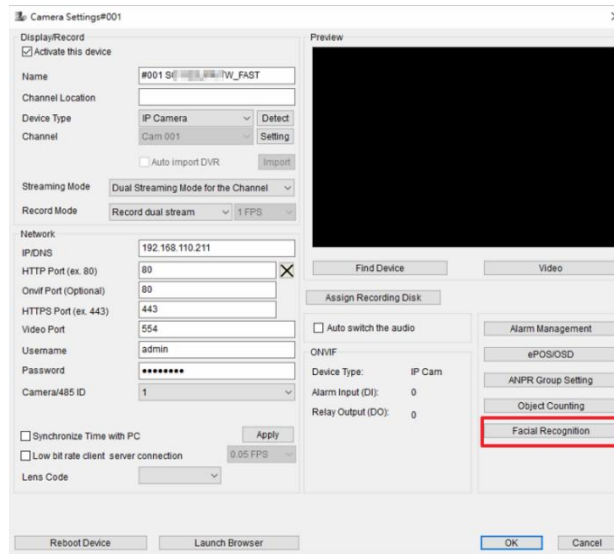 Camera Settings#001
Display/Record
Activate this device
Name
#001 W_FAST
Channel Location
Device Type
IP Camera
Detect
Channel
Cam 001
Setting
Auto import DVR
Import
Streaming Mode
Dual Streaming Mode for the Channel
Record Mode
Record dual stream
1 FPS
Network
IP/DNS
192.168.110.211
HTTP Port (ex. 80)
80
Onvif Port (Optional)
80
HTTPS Port (ex. 443)
443
Video Port
554
Username
admin
Password
Camera/485 ID
1
Synchronize Time with PC
Apply
Low bit rate client server connection
0.05 FPS
Lens Code
Reboot Device
Launch Browser
Preview
Find Device
Video
Assign Recording Disk
Auto switch the audio
ONVIF
Device Type:
IP Cam
Alarm Input (DI):
0
Relay Output (DO):
0
Alarm Management
ePOS/OSD
ANPR Group Setting
Object Counting
Facial Recognition
OK
Cancel